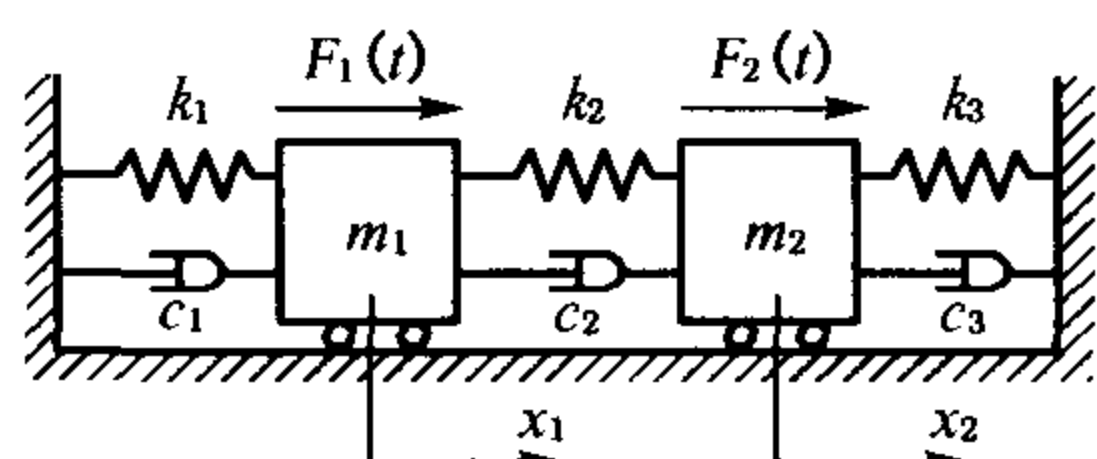 F₁(t) F₂(t)
k₁ k₂ k₃
m₁ m₂
c₁ c₂ c₃
x₁ x₂